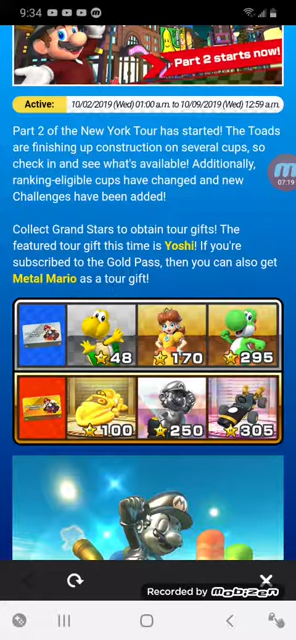 9:34
Part 2 starts now!
Active:
10/02/2019 (Wed) 01:00 a.m. to 10/09/2019 (Wed) 12:59 a.m.
Part 2 of the New York Tour has started! The Toads
are finishing up construction on several cups, so
check in and see what's available! Additionally,
ranking-eligible cups have changed and new
Challenges have been added!
07:19
Collect Grand Stars to obtain tour gifts! The
featured tour gift this time is Yoshi! If you're
subscribed to the Gold Pass, then you can also get
Metal Mario as a tour gift!
48
170
295
100
250
305
Recorded by Mobizen